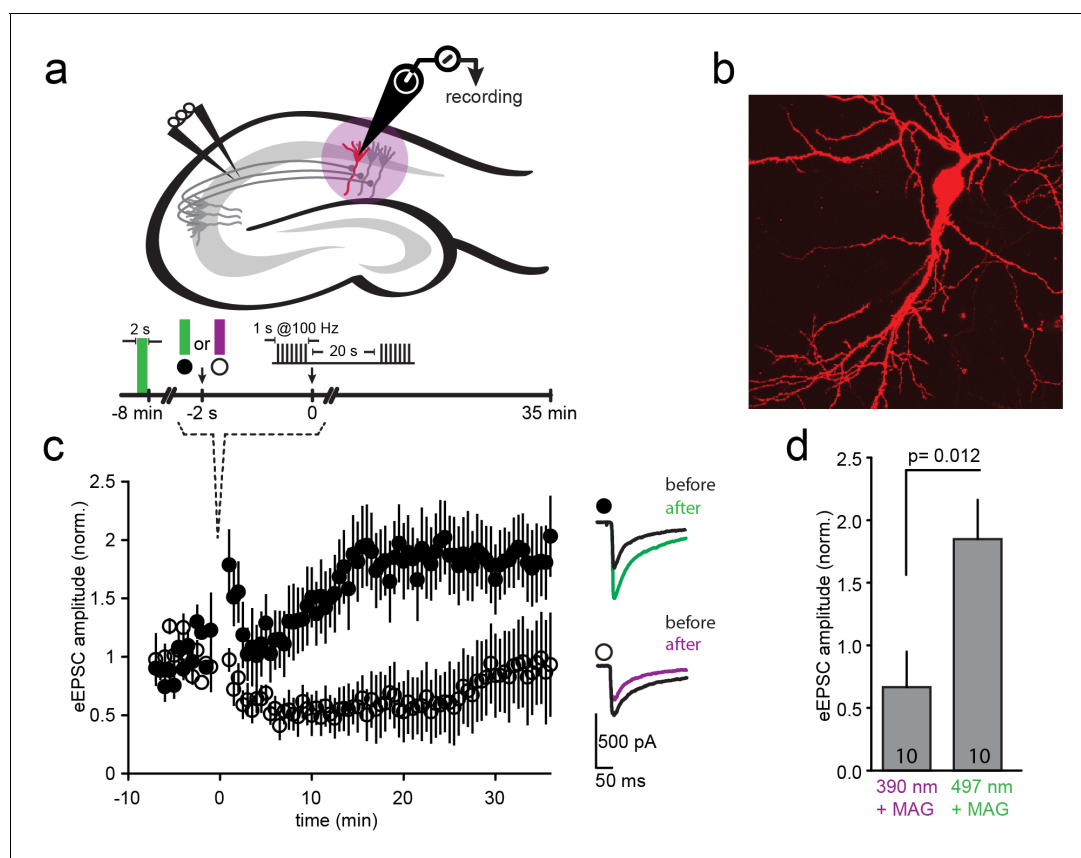 a
recording
b
2 s
or
1 s @100 Hz
20 s
-8 min
-2 s
0
35 min
c
eEPSC amplitude (norm.)
2.5
2
1.5
1
0.5
0
-10
0
10
20
30
time (min)
before
after
before
after
500 pA
50 ms
d
p= 0.012
eEPSC amplitude (norm.)
2.5
2.0
1.5
1.0
0.5
0.0
10
10
390 nm
+ MAG
497 nm
+ MAG